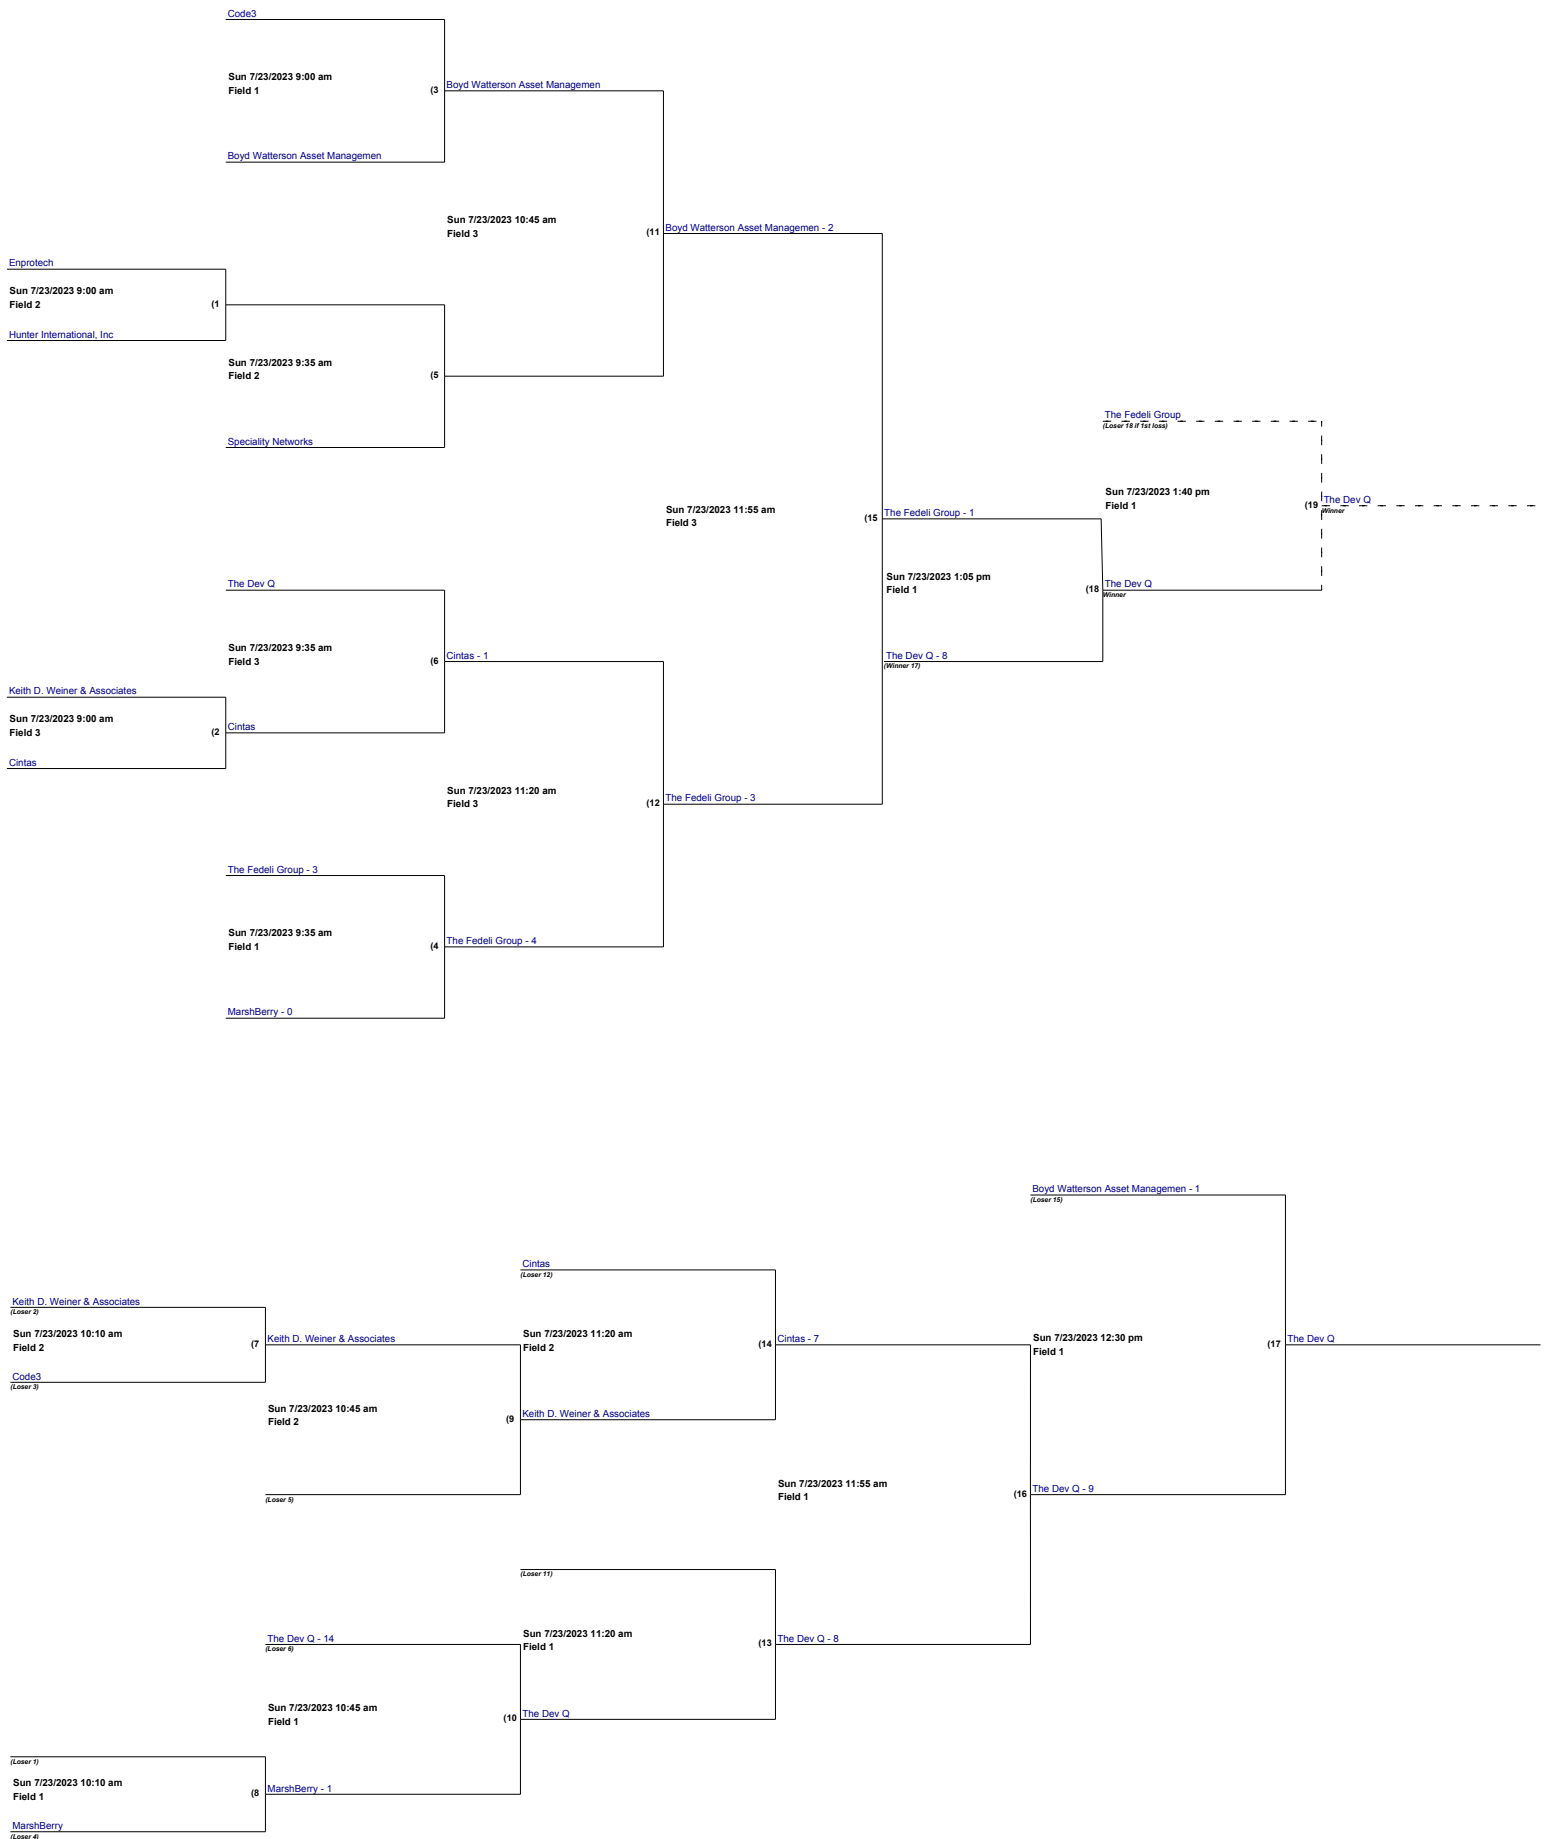 Code3
Sun 7/23/2023 9:00 am
Field 1
(3
Boyd Watterson Asset Managemen
Boyd Watterson Asset Managemen
Sun 7/23/2023 10:45 am
Field 3
(11
Boyd Watterson Asset Managemen - 2
Enprotech
Sun 7/23/2023 9:00 am
Field 2
(1
Hunter International, Inc
Sun 7/23/2023 9:35 am
Field 2
(5
Speciality Networks
The Fedeli Group
(Loser 18 if 1st loss)
Sun 7/23/2023 1:40 pm
Field 1
(19
The Dev Q
Winner
Sun 7/23/2023 11:55 am
Field 3
(15
The Fedeli Group - 1
Sun 7/23/2023 1:05 pm
Field 1
(18
The Dev Q
Winner
The Dev Q - 8
(Winner 17)
The Dev Q
Sun 7/23/2023 9:35 am
Field 3
(6
Cintas - 1
Keith D. Weiner & Associates
Sun 7/23/2023 9:00 am
Field 3
(2
Cintas
Cintas
Sun 7/23/2023 11:20 am
Field 3
(12
The Fedeli Group - 3
The Fedeli Group - 3
Sun 7/23/2023 9:35 am
Field 1
(4
The Fedeli Group - 4
MarshBerry - 0
Boyd Watterson Asset Managemen - 1
(Loser 15)
Cintas
(Loser 12)
Keith D. Weiner & Associates
(Loser 2)
Sun 7/23/2023 10:10 am
Field 2
(7
Keith D. Weiner & Associates
Sun 7/23/2023 11:20 am
Field 2
(14
Cintas - 7
Sun 7/23/2023 12:30 pm
Field 1
(17
The Dev Q
Code3
(Loser 3)
Sun 7/23/2023 10:45 am
Field 2
(9
Keith D. Weiner & Associates
(Loser 5)
Sun 7/23/2023 11:55 am
Field 1
(16
The Dev Q - 9
(Loser 11)
The Dev Q - 14
(Loser 6)
Sun 7/23/2023 11:20 am
Field 1
(13
The Dev Q - 8
Sun 7/23/2023 10:45 am
Field 1
(10
The Dev Q
(Loser 1)
Sun 7/23/2023 10:10 am
Field 1
(8
MarshBerry - 1
MarshBerry
(Loser 4)